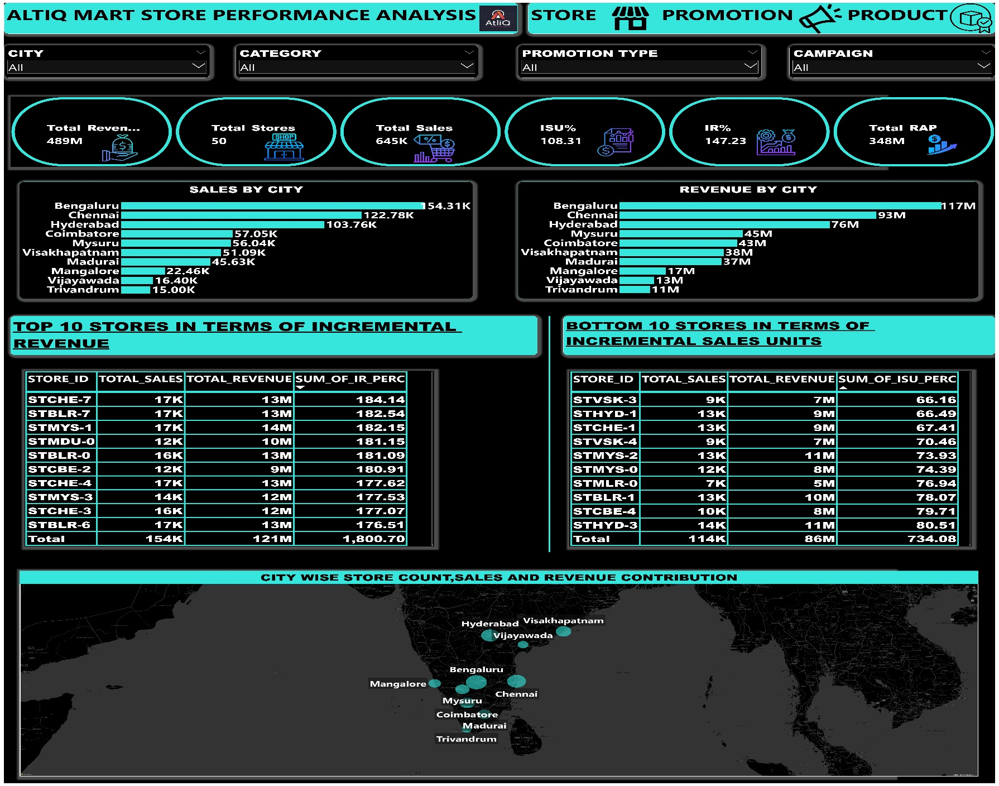 ALTIQ MART STORE PERFORMANCE ANALYSIS AtliQ STORE PROMOTION PRODUCT
CITY CATEGORY PROMOTION TYPE CAMPAIGN
All All All All
Total Reven... Total Stores Total Sales ISU% IR% Total RAP
489M 50 645K 108.31 147.23 348M
SHOP
SALES BY CITY
Bengaluru 154.31K
Chennai 122.78K
Hyderabad 103.76K
Coimbatore 57.05K
Mysuru 56.04K
Visakhapatnam 51.09K
Madurai 45.63K
Mangalore 22.46K
Vijayawada 16.40K
Trivandrum 15.00K
REVENUE BY CITY
Bengaluru 117M
Chennai 93M
Hyderabad 76M
Mysuru 45M
Coimbatore 43M
Visakhapatnam 38M
Madurai 37M
Mangalore 17M
Vijayawada 13M
Trivandrum 11M
TOP 10 STORES IN TERMS OF INCREMENTAL
REVENUE
STORE_ID TOTAL_SALES TOTAL_REVENUE SUM_OF_IR_PERC
STCHE-7 17K 13M 184.14
STBLR-7 17K 13M 182.54
STMYS-1 17K 14M 182.15
STMDU-0 12K 10M 181.15
STBLR-0 16K 13M 181.09
STCBE-2 12K 9M 180.91
STCHE-4 17K 13M 177.62
STMYS-3 14K 12M 177.53
STCHE-3 16K 12M 177.07
STBLR-6 17K 13M 176.51
Total 154K 121M 1,800.70
BOTTOM 10 STORES IN TERMS OF
INCREMENTAL SALES UNITS
STORE_ID TOTAL_SALES TOTAL_REVENUE SUM_OF_ISU_PERC
STVSK-3 9K 7M 66.16
STHYD-1 13K 9M 66.49
STCHE-1 13K 9M 67.41
STVSK-4 9K 7M 70.46
STMYS-2 13K 11M 73.93
STMYS-0 12K 8M 74.39
STMLR-0 7K 5M 76.94
STBLR-1 13K 10M 78.07
STCBE-4 10K 8M 79.71
STHYD-3 14K 11M 80.51
Total 114K 86M 734.08
CITY WISE STORE COUNT,SALES AND REVENUE CONTRIBUTION
Hyderabad Visakhapatnam
Vijayawada
Bengaluru
Mangalore
Chennai
Mysuru
Coimbatore
Madurai
Trivandrum